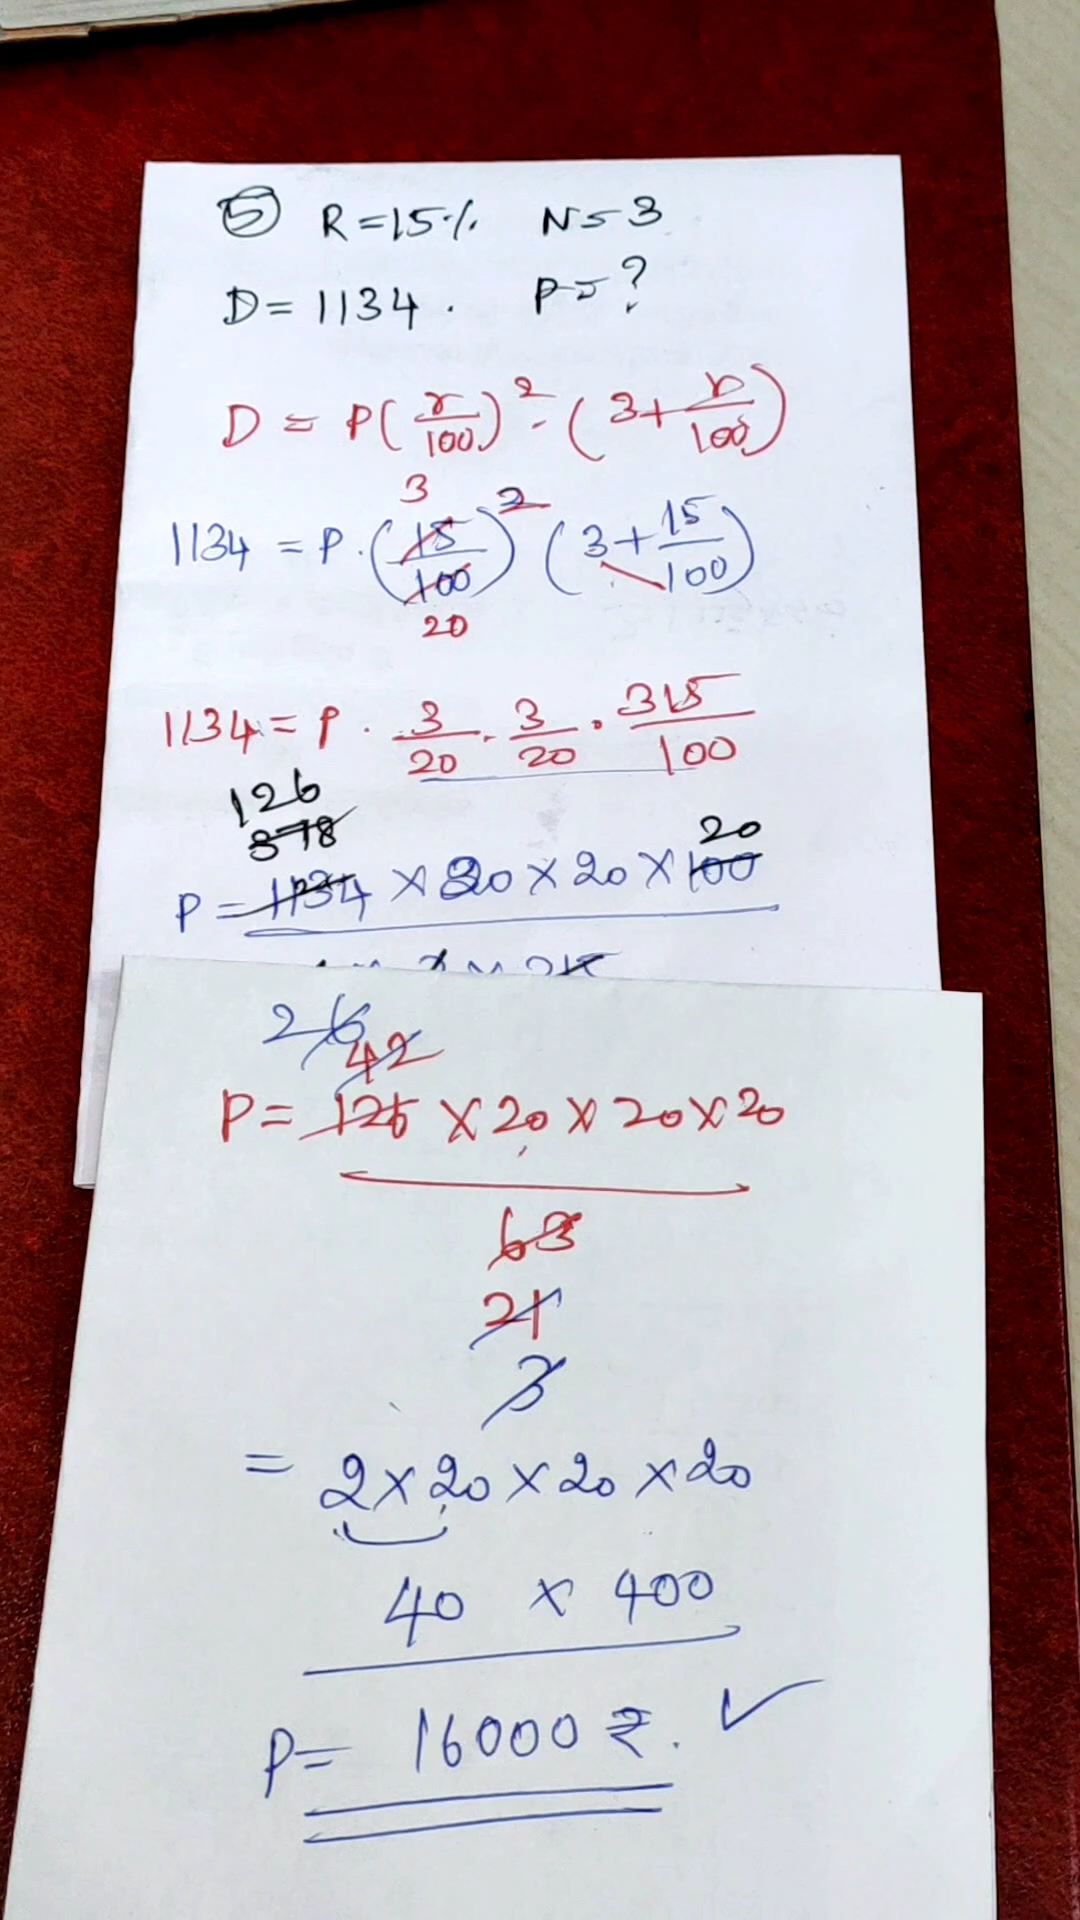 5 R=15% N=3
D=1134. P=?
D = P(r/100)² · (3+r/100)
3
1134 = P.(15/100)² (3+15/100)
20
1134 = P . 3/20 . 3/20 . 315/100
126
378 20
P = 1134 × 20 × 20 × 100
26
42
P = 126 × 20 × 20 × 20
63
21
3
= 2×20×20×20
40 × 400
P= 16000 ₹. ✓